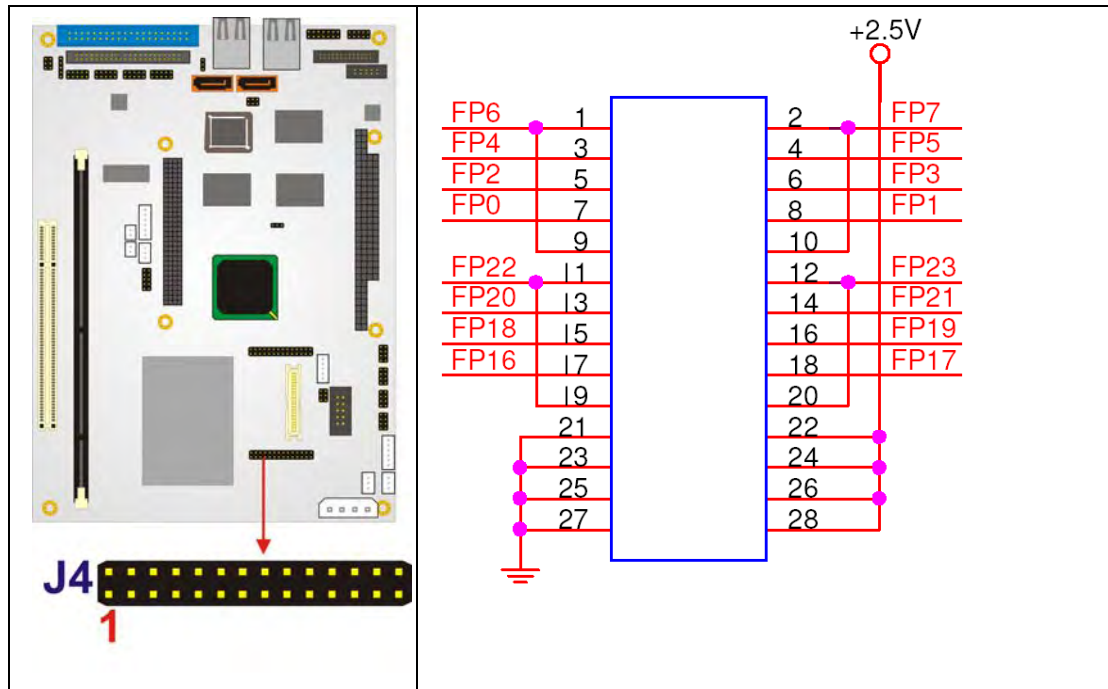 J4
1
+2.5V
FP6 1 2 FP7
FP4 3 4 FP5
FP2 5 6 FP3
FP0 7 8 FP1
9 10
FP22 11 12 FP23
FP20 13 14 FP21
FP18 15 16 FP19
FP16 17 18 FP17
19 20
21 22
23 24
25 26
27 28